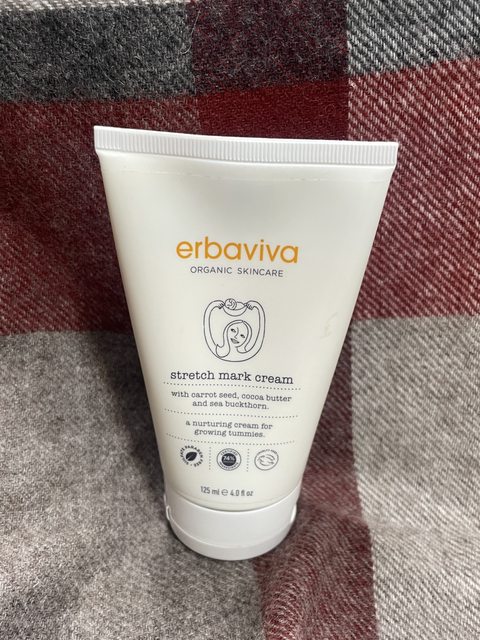 erbaviva
ORGANIC SKINCARE
stretch mark cream
with carrot seed, cocoa butter
and sea buckthorn.
a nurturing cream for
growing tummies.
74%
125 ml ℮ 4.0 fl oz